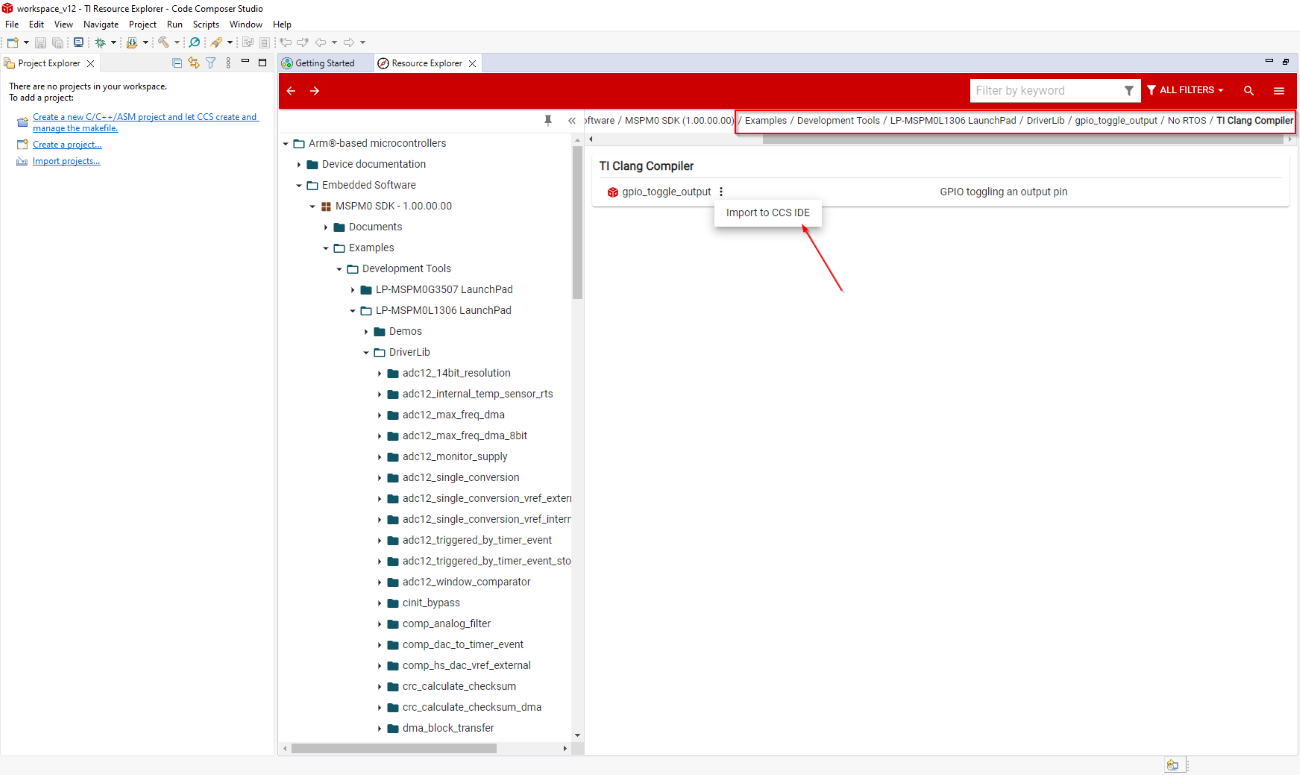 workspace_v12 - TI Resource Explorer - Code Composer Studio
File Edit View Navigate Project Run Scripts Window Help
Project Explorer
There are no projects in your workspace.
To add a project:
Create a new C/C++/ASM project and let CCS create and
manage the makefile.
Create a project...
Import projects...
Getting Started
Resource Explorer
Filter by keyword
ALL FILTERS
oftware / MSPM0 SDK (1.00.00.00) / Examples / Development Tools / LP-MSPM0L1306 LaunchPad / DriverLib / gpio_toggle_output / No RTOS / TI Clang Compiler
Arm®-based microcontrollers
Device documentation
Embedded Software
MSPM0 SDK - 1.00.00.00
Documents
Examples
Development Tools
LP-MSPM0G3507 LaunchPad
LP-MSPM0L1306 LaunchPad
Demos
DriverLib
adc12_14bit_resolution
adc12_internal_temp_sensor_rts
adc12_max_freq_dma
adc12_max_freq_dma_8bit
adc12_monitor_supply
adc12_single_conversion
adc12_single_conversion_vref_extern
adc12_single_conversion_vref_intern
adc12_triggered_by_timer_event
adc12_triggered_by_timer_event_sto
adc12_window_comparator
cinit_bypass
comp_analog_filter
comp_dac_to_timer_event
comp_hs_dac_vref_external
crc_calculate_checksum
crc_calculate_checksum_dma
dma_block_transfer
TI Clang Compiler
gpio_toggle_output
GPIO toggling an output pin
Import to CCS IDE